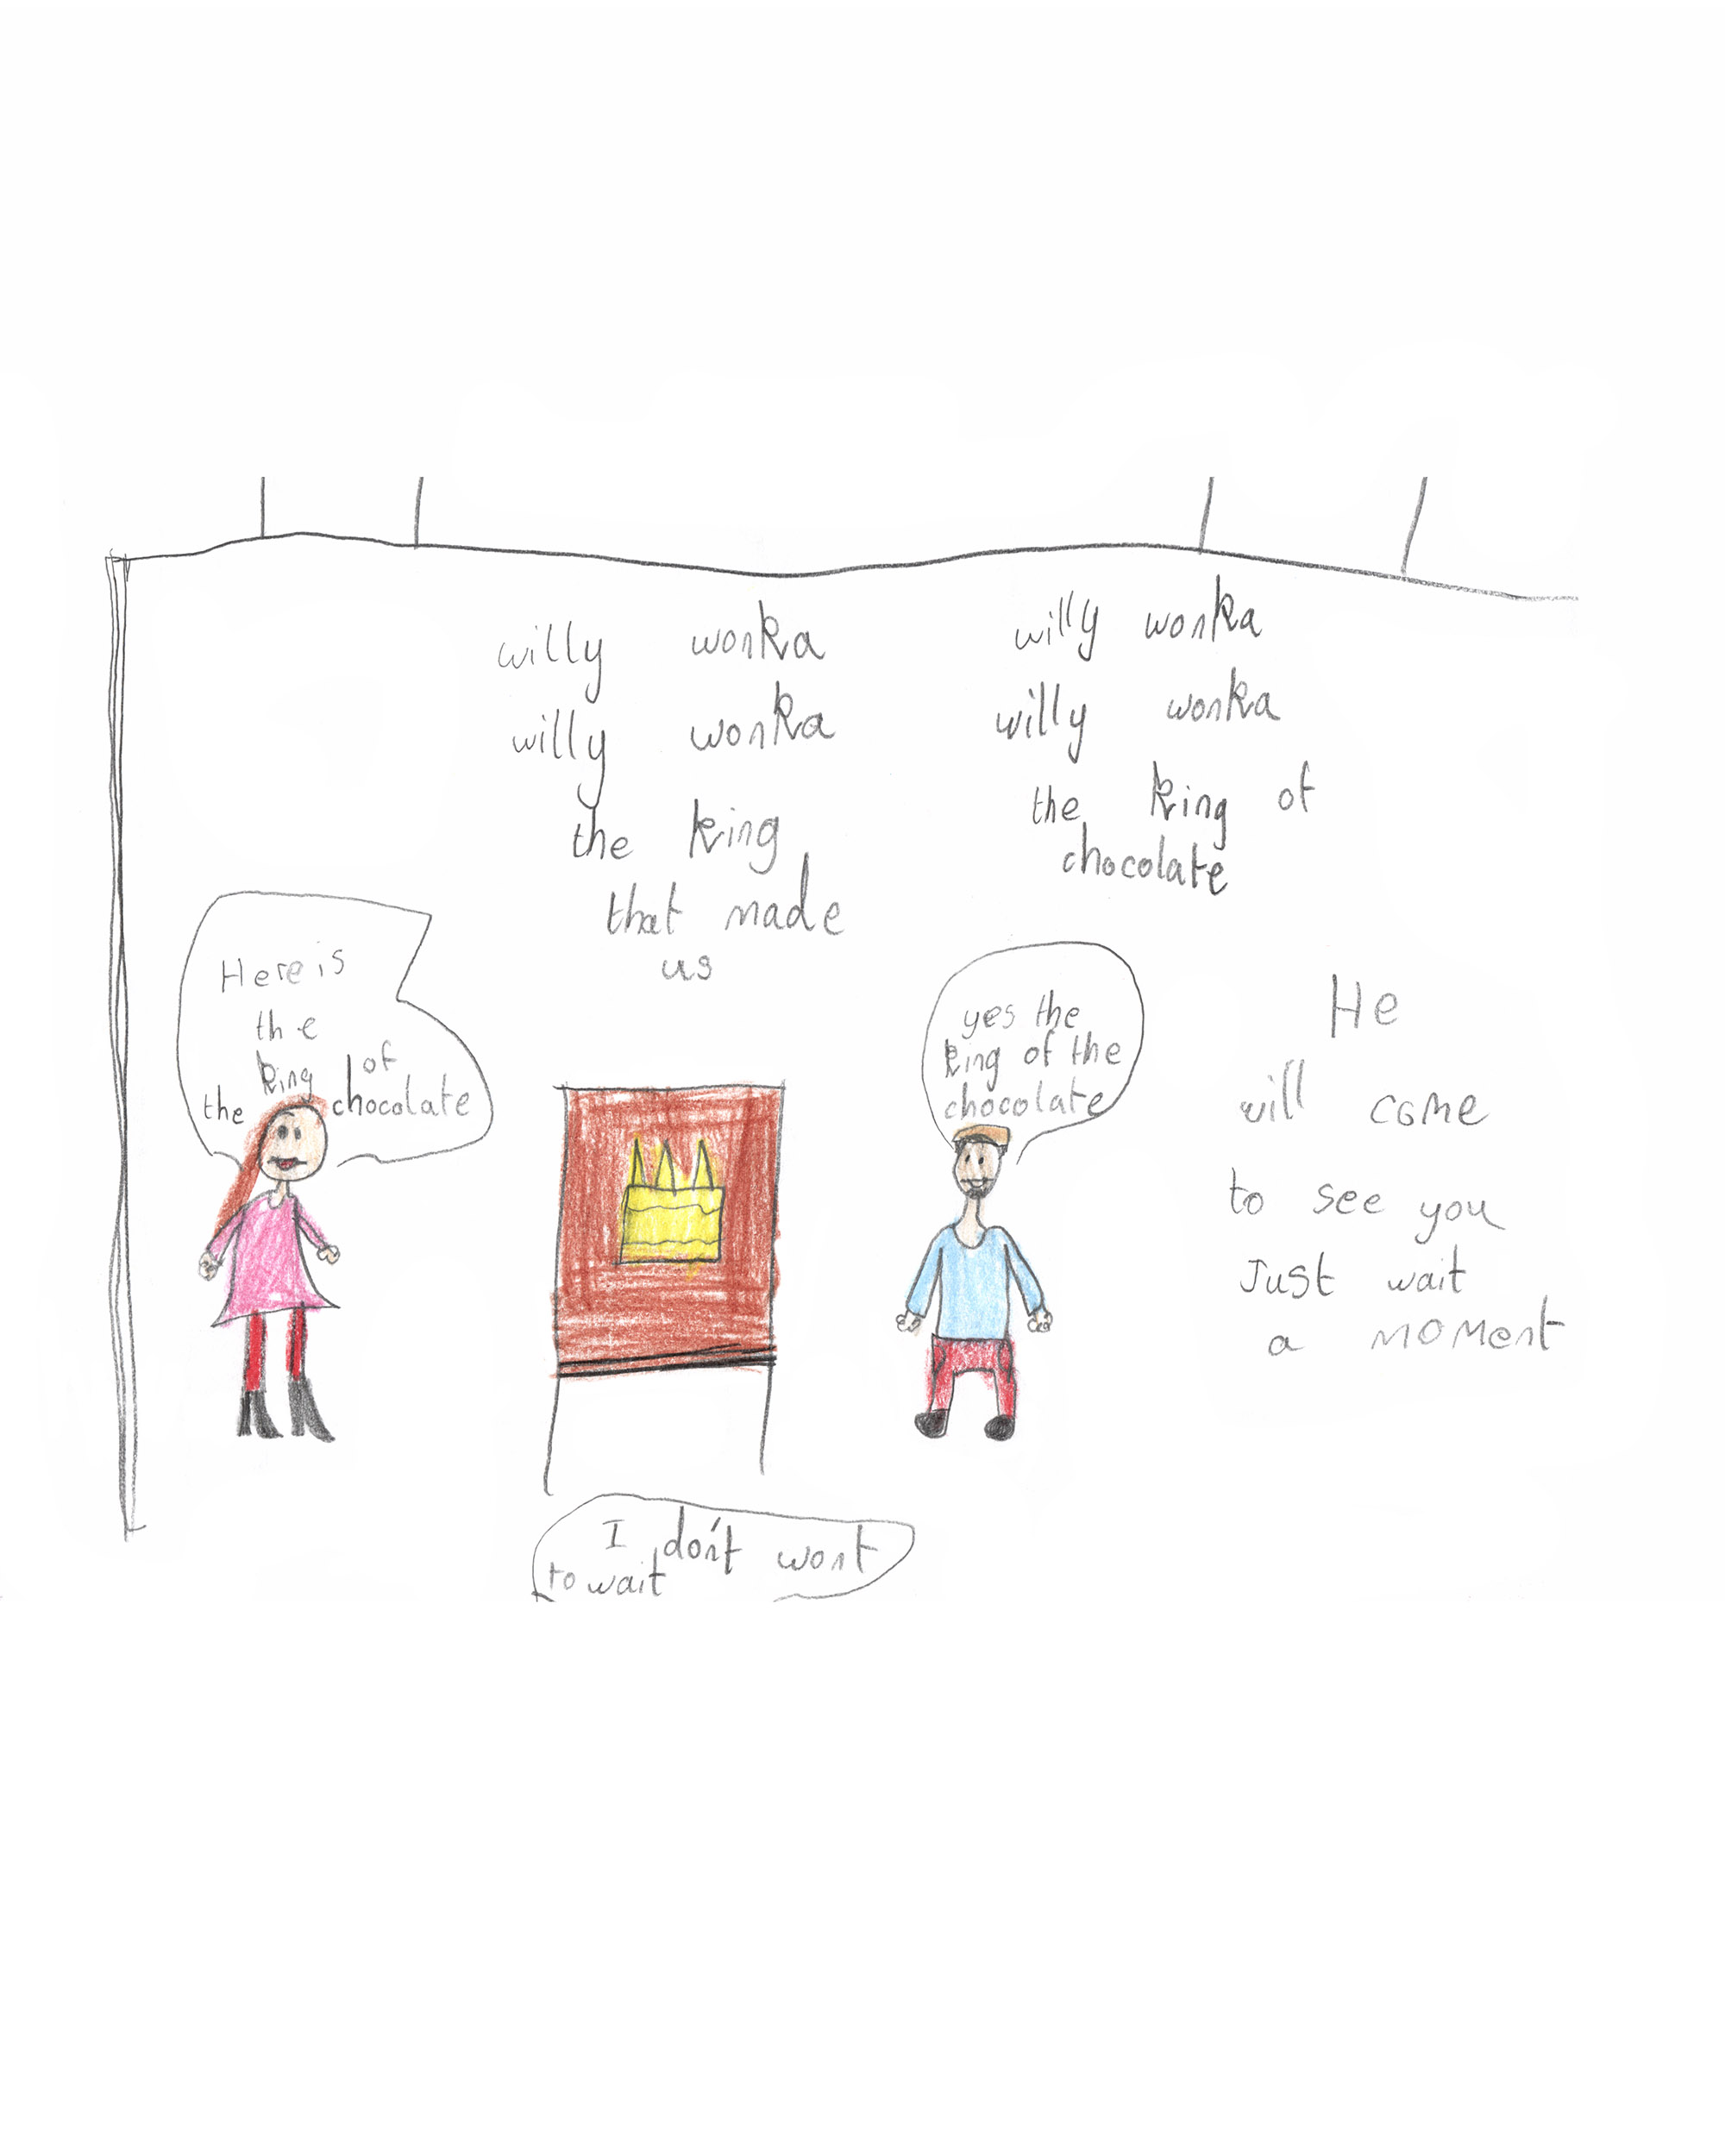 willy wonka
willy wonka
the king
that made
us
willy wonka
willy wonka
the king of
chocolate
Here is
the
king of
the chocolate
yes the
king of the
chocolate
He
will come
to see you
Just wait
a moment
I don't wont
to wait